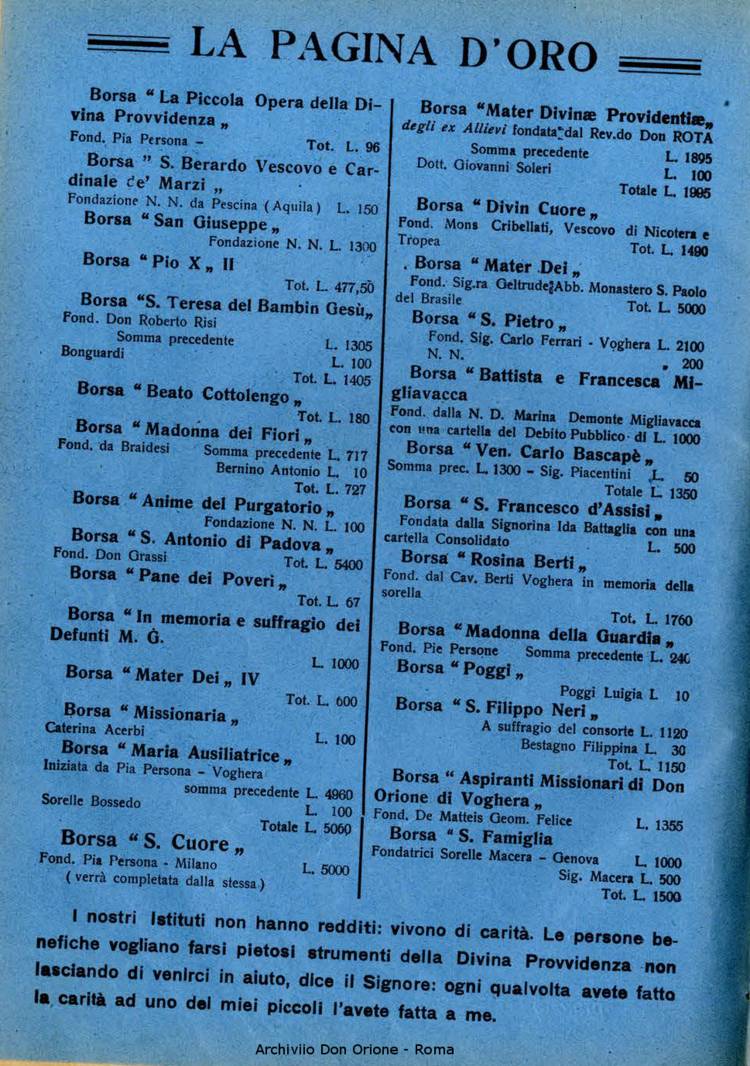 LA PAGINA D'ORO
Borsa “ La Piccola Opera della Di-
vina Provvidenza „
Fond. Pia Persona - Tot. L. 96
Borsa ” S. Berardo Vescovo e Car-
dinale de' Marzi „
Fondazione N. N. da Pescina (Aquila) L. 150
Borsa “ San Giuseppe „
Fondazione N. N. L. 1300
Borsa “ Pio X „ II
Tot. L. 477,50
Borsa “S. Teresa del Bambin Gesù„
Fond. Don Roberto Risi
Somma precedente L. 1305
Bonguardi L. 100
Tot. L. 1405
Borsa “ Beato Cottolengo „
Tot. L. 180
Borsa “ Madonna dei Fiori „
Fond. da Braidesi Somma precedente L. 717
Bernino Antonio L. 10
Tot. L. 727
Borsa “ Anime del Purgatorio „
Fondazione N. N. L. 100
Borsa “ S. Antonio di Padova „
Fond. Don Grassi Tot. L. 5400
Borsa “ Pane dei Poveri „
Tot. L. 67
Borsa “ In memoria e suffragio dei
Defunti M. G.
L. 1000
Borsa “ Mater Dei „ IV
Tot. L. 600
Borsa “ Missionaria „
Caterina Acerbi L. 100
Borsa “ Maria Ausiliatrice „
Iniziata da Pia Persona - Voghera
somma precedente L. 4960
Sorelle Bossedo L. 100
Totale L. 5060
Borsa “ S. Cuore „
Fond. Pia Persona - Milano L. 5000
( verrà completata dalla stessa )
Borsa “Mater Divinæ Providentiæ„
degli ex Allievi fondata dal Rev.do Don ROTA
Somma precedente L. 1895
Dott. Giovanni Soleri L. 100
Totale L. 1995
Borsa “ Divin Cuore „
Fond. Mons Cribellati, Vescovo di Nicotera e
Tropea Tot. L. 1490
Borsa “ Mater Dei „
Fond. Sig.ra Geltrude Abb. Monastero S. Paolo
del Brasile Tot. L. 5000
Borsa “ S. Pietro „
Fond. Sig. Carlo Ferrari - Voghera L. 2100
N. N. „ 200
Borsa “ Battista e Francesca Mi-
gliavacca
Fond. dalla N. D. Marina Demonte Migliavacca
con una cartella del Debito Pubblico di L. 1000
Borsa “ Ven. Carlo Bascapè „
Somma prec. L. 1300 - Sig. Piacentini L. 50
Totale L. 1350
Borsa “ S. Francesco d'Assisi „
Fondata dalla Signorina Ida Battaglia con una
cartella Consolidato L. 500
Borsa “ Rosina Berti „
Fond. dal Cav. Berti Voghera in memoria della
sorella
Tot. L. 1760
Borsa “ Madonna della Guardia „
Fond. Pie Persone Somma precedente L. 240
Borsa “ Poggi „
Poggi Luigia L 10
Borsa “ S. Filippo Neri „
A suffragio del consorte L. 1120
Bestagno Filippina L. 30
Tot. L. 1150
Borsa “ Aspiranti Missionari di Don
Orione di Voghera „
Fond. De Matteis Geom. Felice L. 1355
Borsa “ S. Famiglia
Fondatrici Sorelle Macera - Genova L. 1000
Sig. Macera L. 500
Tot. L. 1500
I nostri Istituti non hanno redditi: vivono di carità. Le persone be-
nefiche vogliano farsi pietosi strumenti della Divina Provvidenza non
lasciando di venirci in aiuto, dice il Signore: ogni qualvolta avete fatto
la carità ad uno dei miei piccoli l'avete fatta a me.
Archiviio Don Orione - Roma